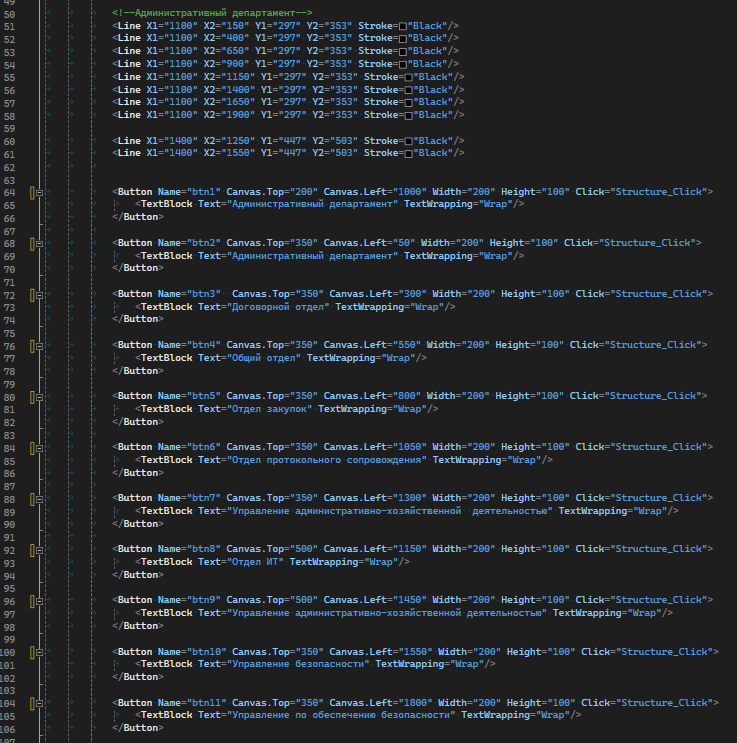 49
50 <!--Административный департамент-->
51 <Line X1="1100" X2="150" Y1="297" Y2="353" Stroke="Black"/>
52 <Line X1="1100" X2="400" Y1="297" Y2="353" Stroke="Black"/>
53 <Line X1="1100" X2="650" Y1="297" Y2="353" Stroke="Black"/>
54 <Line X1="1100" X2="900" Y1="297" Y2="353" Stroke="Black"/>
55 <Line X1="1100" X2="1150" Y1="297" Y2="353" Stroke="Black"/>
56 <Line X1="1100" X2="1400" Y1="297" Y2="353" Stroke="Black"/>
57 <Line X1="1100" X2="1650" Y1="297" Y2="353" Stroke="Black"/>
58 <Line X1="1100" X2="1900" Y1="297" Y2="353" Stroke="Black"/>
59
60 <Line X1="1400" X2="1250" Y1="447" Y2="503" Stroke="Black"/>
61 <Line X1="1400" X2="1550" Y1="447" Y2="503" Stroke="Black"/>
62
63
64 <Button Name="btn1" Canvas.Top="200" Canvas.Left="1000" Width="200" Height="100" Click="Structure_Click">
65 <TextBlock Text="Административный департамент" TextWrapping="Wrap"/>
66 </Button>
67
68 <Button Name="btn2" Canvas.Top="350" Canvas.Left="50" Width="200" Height="100" Click="Structure_Click">
69 <TextBlock Text="Административный департамент" TextWrapping="Wrap"/>
70 </Button>
71
72 <Button Name="btn3" Canvas.Top="350" Canvas.Left="300" Width="200" Height="100" Click="Structure_Click">
73 <TextBlock Text="Договорной отдел" TextWrapping="Wrap"/>
74 </Button>
75
76 <Button Name="btn4" Canvas.Top="350" Canvas.Left="550" Width="200" Height="100" Click="Structure_Click">
77 <TextBlock Text="Общий отдел" TextWrapping="Wrap"/>
78 </Button>
79
80 <Button Name="btn5" Canvas.Top="350" Canvas.Left="800" Width="200" Height="100" Click="Structure_Click">
81 <TextBlock Text="Отдел закупок" TextWrapping="Wrap"/>
82 </Button>
83
84 <Button Name="btn6" Canvas.Top="350" Canvas.Left="1050" Width="200" Height="100" Click="Structure_Click">
85 <TextBlock Text="Отдел протокольного сопровождения" TextWrapping="Wrap"/>
86 </Button>
87
88 <Button Name="btn7" Canvas.Top="350" Canvas.Left="1300" Width="200" Height="100" Click="Structure_Click">
89 <TextBlock Text="Управление административно-хозяйственной  деятельностью" TextWrapping="Wrap"/>
90 </Button>
91
92 <Button Name="btn8" Canvas.Top="500" Canvas.Left="1150" Width="200" Height="100" Click="Structure_Click">
93 <TextBlock Text="Отдел ИТ" TextWrapping="Wrap"/>
94 </Button>
95
96 <Button Name="btn9" Canvas.Top="500" Canvas.Left="1450" Width="200" Height="100" Click="Structure_Click">
97 <TextBlock Text="Управление административно-хозяйственной деятельностью" TextWrapping="Wrap"/>
98 </Button>
99
100 <Button Name="btn10" Canvas.Top="350" Canvas.Left="1550" Width="200" Height="100" Click="Structure_Click">
101 <TextBlock Text="Управление безопасности" TextWrapping="Wrap"/>
102 </Button>
103
104 <Button Name="btn11" Canvas.Top="350" Canvas.Left="1800" Width="200" Height="100" Click="Structure_Click">
105 <TextBlock Text="Управление по обеспечению безопасности" TextWrapping="Wrap"/>
106 </Button>
107